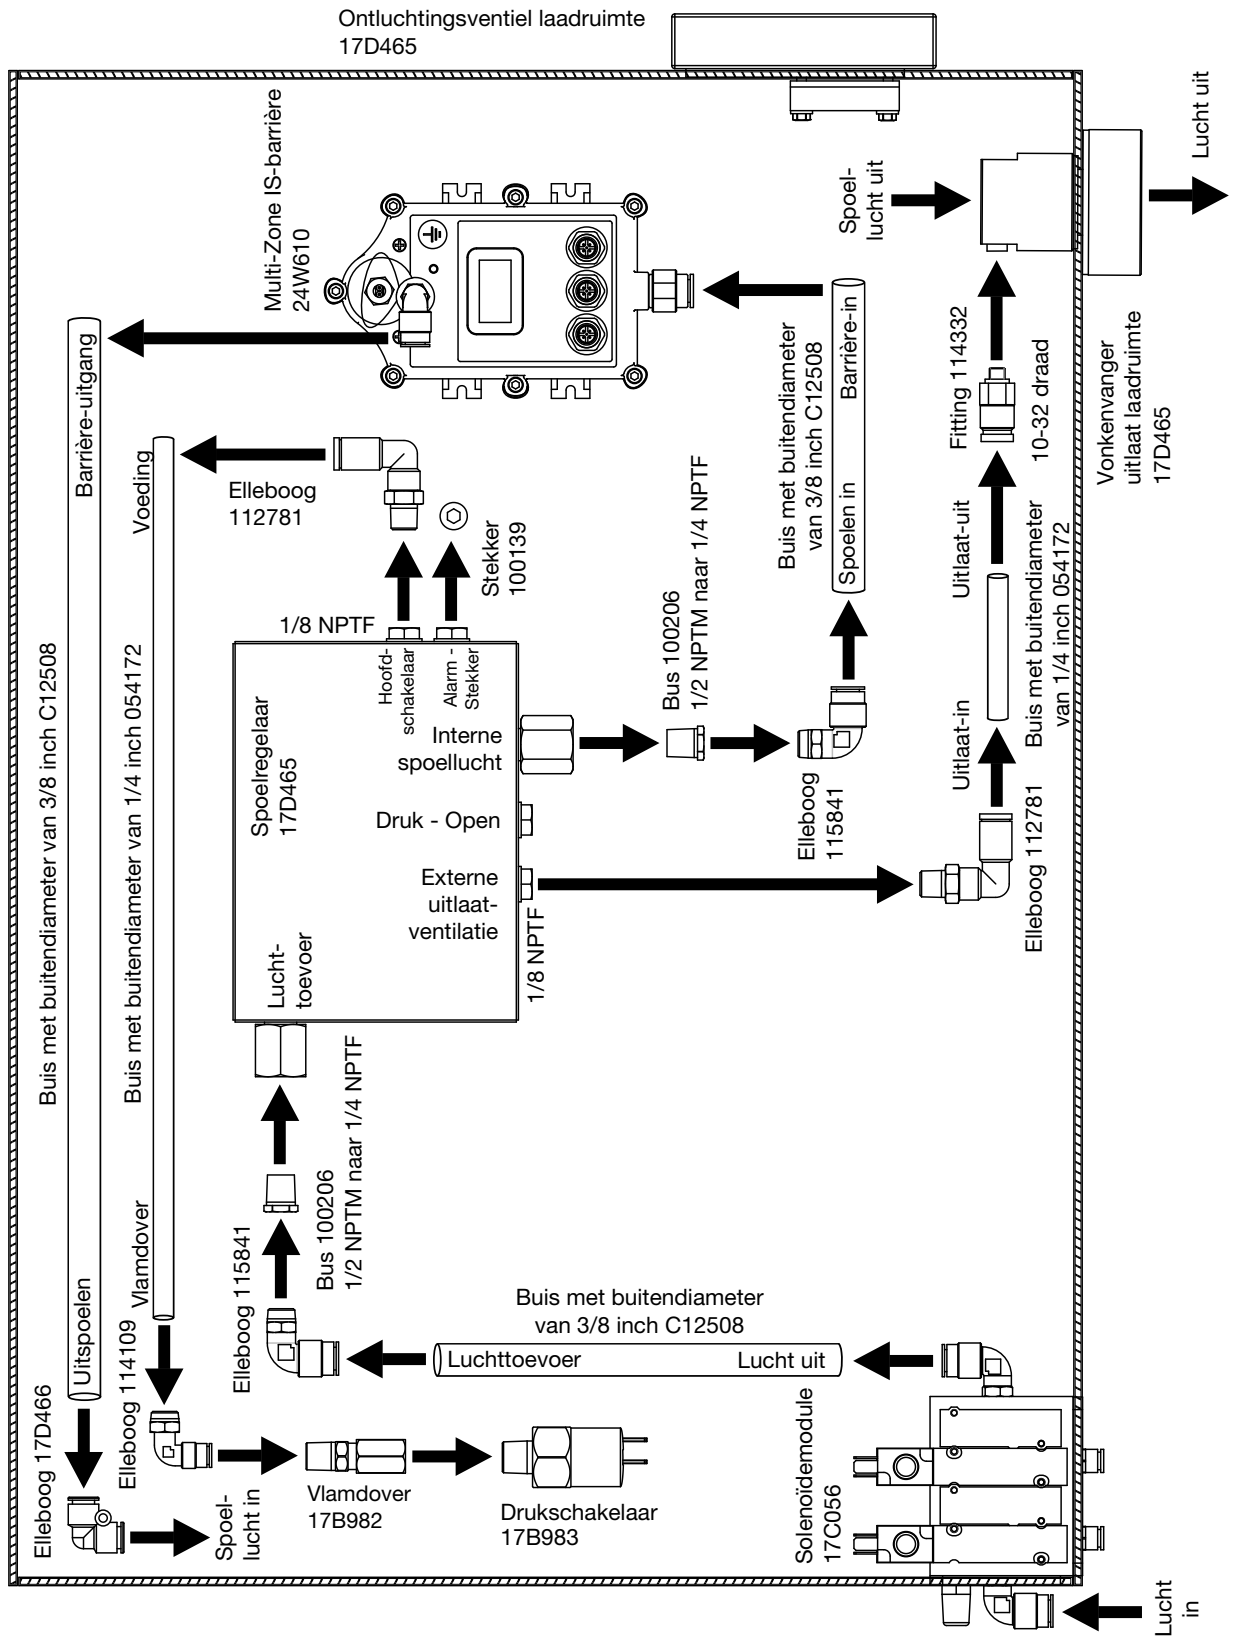 Ontluchtingsventiel laadruimte
17D465
Lucht uit
Multi-Zone IS-barrière
24W610
Spoel-
lucht uit
Barrière-uitgang
Voeding
Elleboog
112781
Stekker
100139
1/8 NPTF
Hoofd-
schakelaar
Alarm -
Stekker
Buis met buitendiameter
van 3/8 inch C12508
Barrière-in
Spoelen in
Fitting 114332
10-32 draad
Vonkenvanger
uitlaat laadruimte
17D465
Bus 100206
1/2 NPTM naar 1/4 NPTF
Uitlaat-uit
Buis met buitendiameter
van 1/4 inch 054172
Uitlaat-in
Buis met buitendiameter van 3/8 inch C12508
Buis met buitendiameter van 1/4 inch 054172
Spoelregelaar
17D465
Interne
spoellucht
Druk - Open
Externe
uitlaat-
ventilatie
Lucht-
toevoer
1/8 NPTF
Elleboog
115841
Elleboog 112781
Bus 100206
1/2 NPTM naar 1/4 NPTF
Elleboog 115841
Vlamdover
Uitspoelen
Elleboog 114109
Elleboog 17D466
Buis met buitendiameter
van 3/8 inch C12508
Luchttoevoer
Lucht uit
Spoel-
lucht in
Vlamdover
17B982
Drukschakelaar
17B983
Solenoïdemodule
17C056
Lucht
in